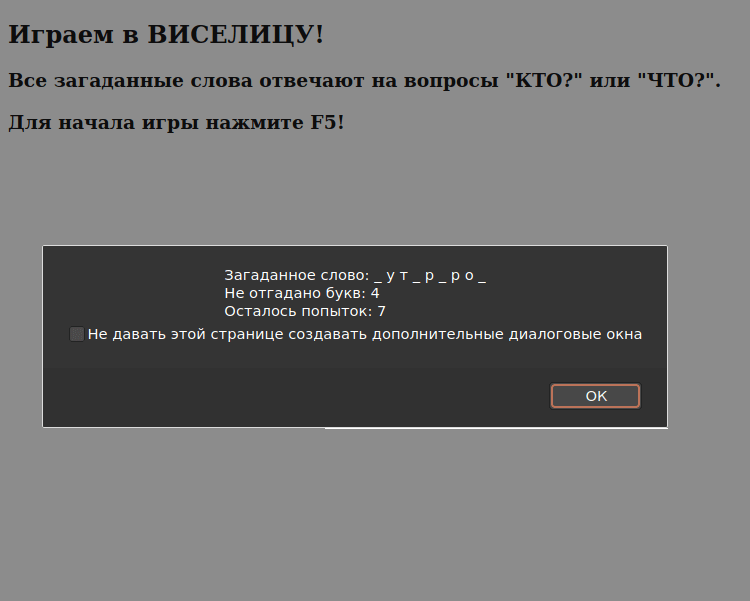 Играем в ВИСЕЛИЦУ!
Все загаданные слова отвечают на вопросы "КТО?" или "ЧТО?".
Для начала игры нажмите F5!
Загаданное слово: _ у т _ р _ р о _
Не отгадано букв: 4
Осталось попыток: 7
Не давать этой странице создавать дополнительные диалоговые окна
OK